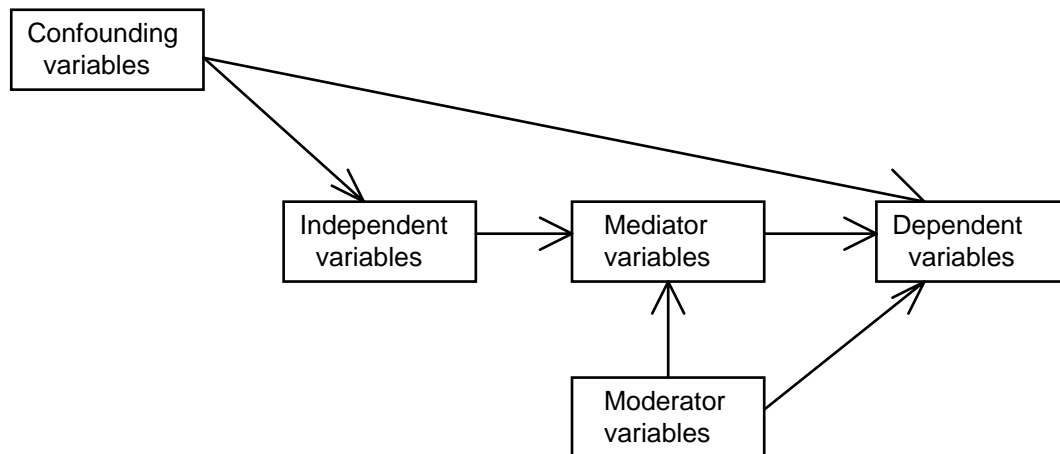 Confounding
variables
Independent
variables
Mediator
variables
Dependent
variables
Moderator
variables